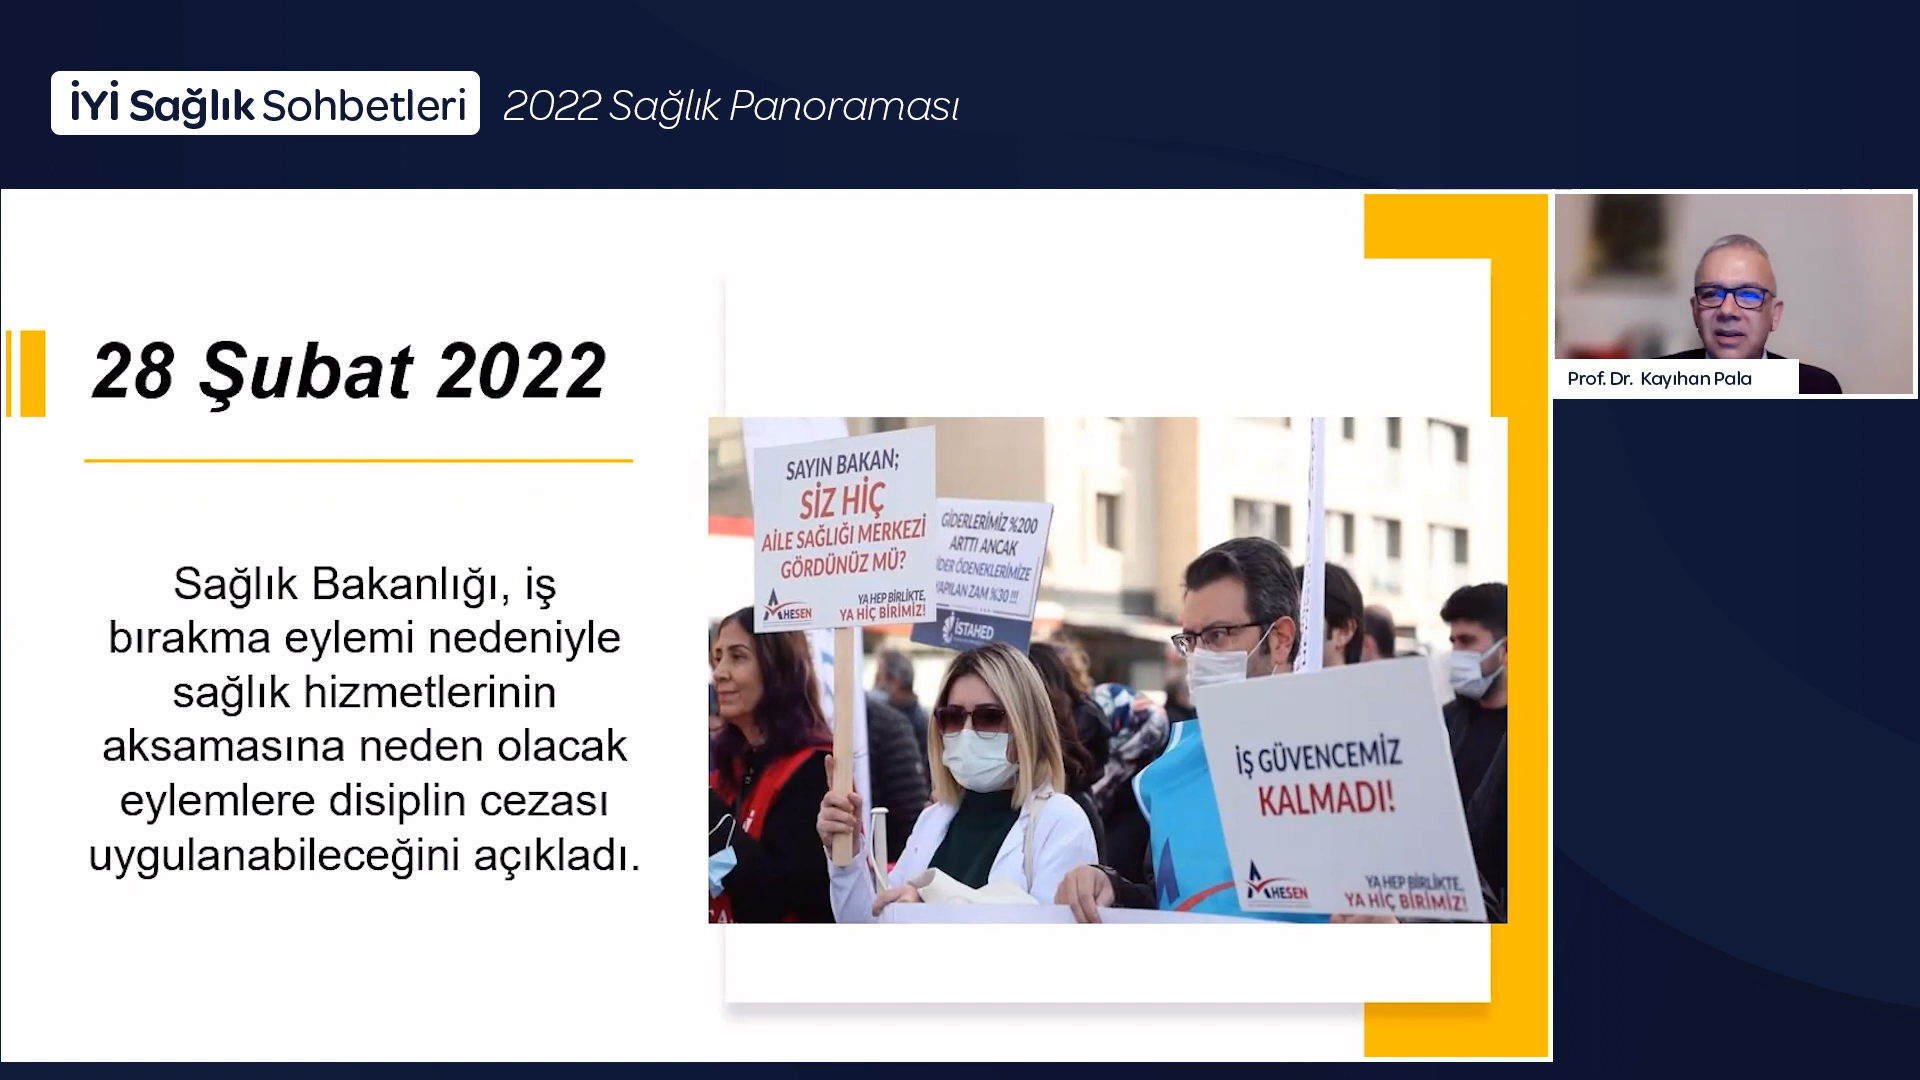 İYİ Sağlık Sohbetleri 2022 Sağlık Panoraması
28 Şubat 2022
Sağlık Bakanlığı, iş
bırakma eylemi nedeniyle
sağlık hizmetlerinin
aksamasına neden olacak
eylemlere disiplin cezası
uygulanabileceğini açıkladı.
SAYIN BAKAN;
SİZ HİÇ
AİLE SAĞLIĞI MERKEZİ
GÖRDÜNÜZ MÜ?
AHESEN
YA HEP BİRLİKTE,
YA HİÇ BİRİMİZ!
GİDERLERİMİZ %200
ARTTI ANCAK
ÖDENEKLERİMİZE
ZAM %30 !!!
İSTAHED
İŞ GÜVENCEMİZ
KALMADI!
AHESEN
YA HEP BİRLİKTE,
YA HİÇ BİRİMİZ!
Prof. Dr. Kayıhan Pala